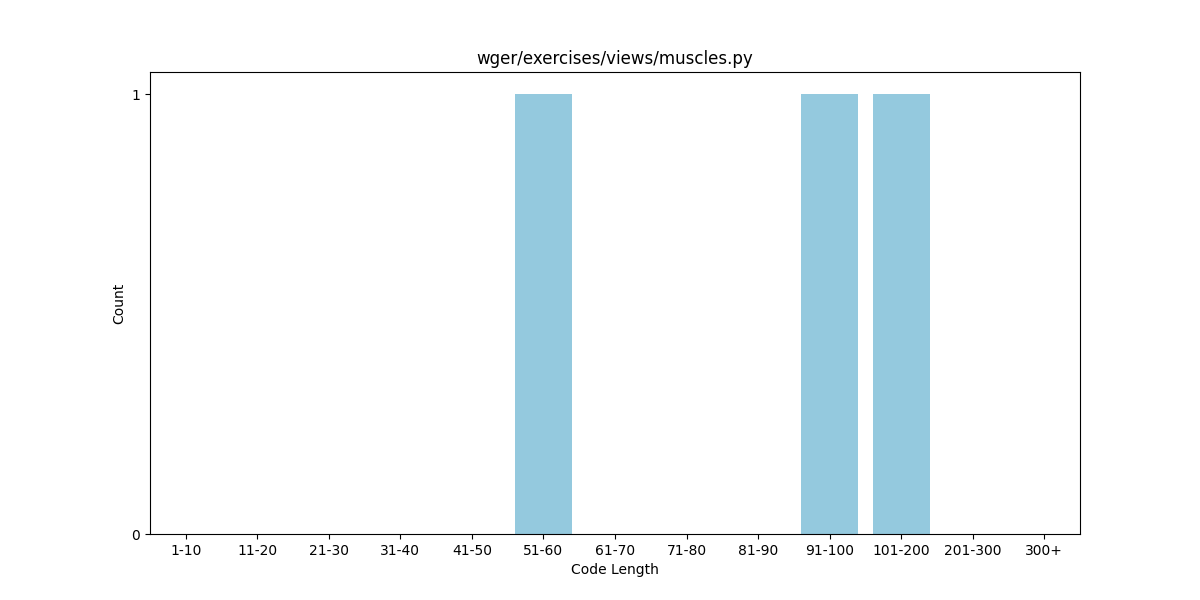 wger/exercises/views/muscles.py
1
0
Count
1-10 11-20 21-30 31-40 41-50 51-60 61-70 71-80 81-90 91-100 101-200 201-300 300+
Code Length